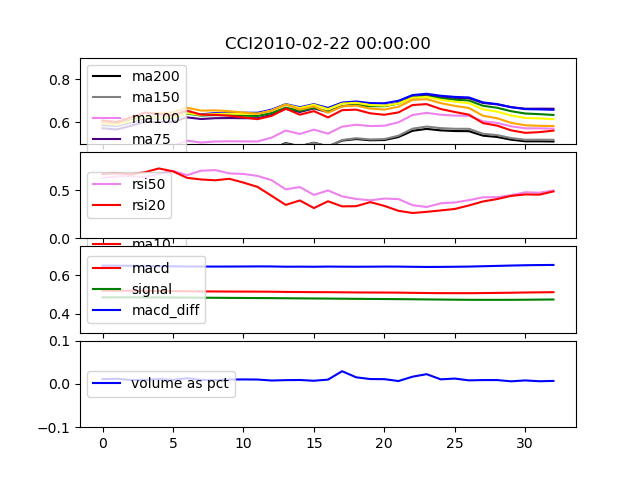 CCI2010-02-22 00:00:00
0.8
0.6
ma200
ma150
ma100
ma75
0.5
0.0
rsi50
rsi20
ma10
0.6
0.4
macd
signal
macd_diff
0.1
0.0
-0.1
volume as pct
0 5 10 15 20 25 30